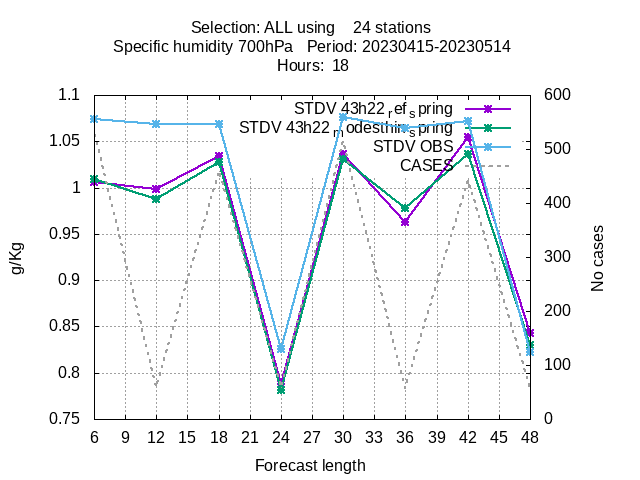 Selection: ALL using    24 stations
Specific humidity 700hPa   Period: 20230415-20230514
Hours:  18
1.1
1.05
1
0.95
0.9
0.85
0.8
0.75
600
500
400
300
200
100
0
g/Kg
No cases
STDV 43h22_ref_spring
STDV 43h22_nodesthin_spring
STDV OBS
CASES
6 9 12 15 18 21 24 27 30 33 36 39 42 45 48
Forecast length